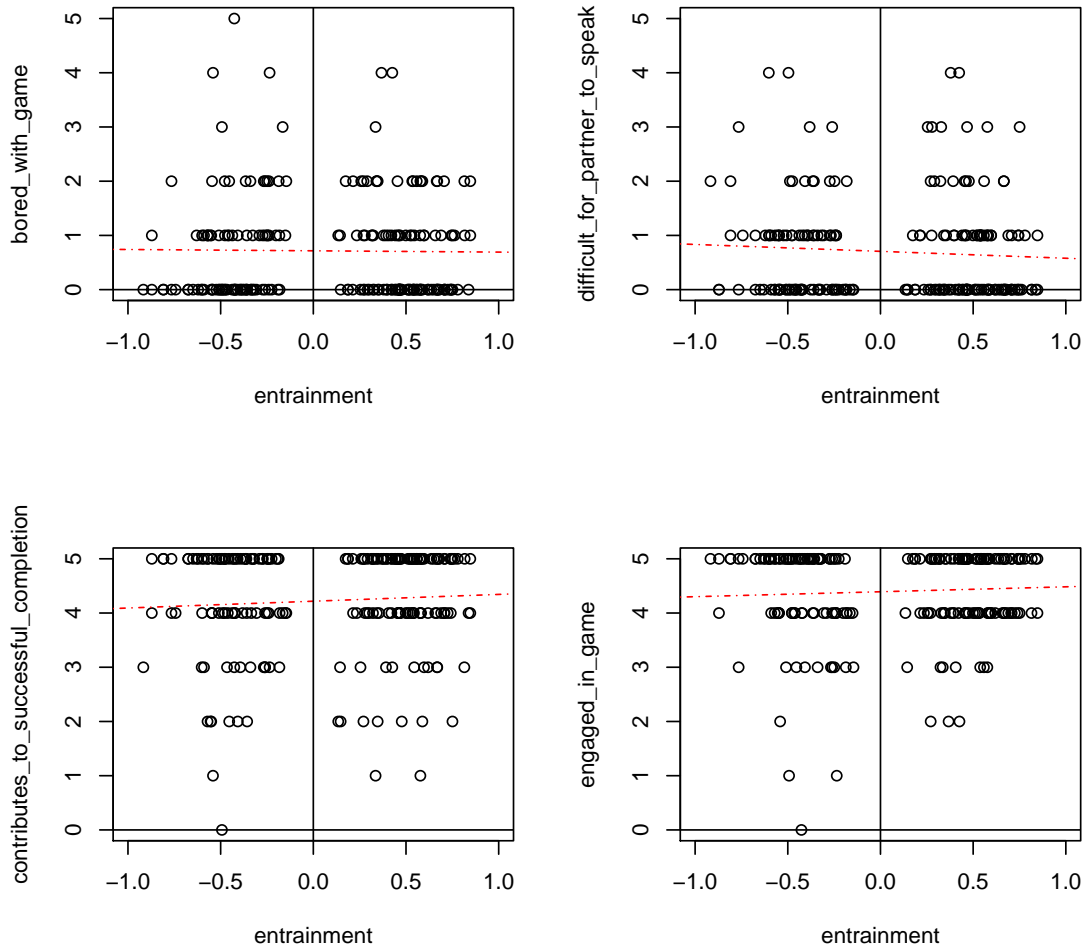 bored_with_game
5
4
3
2
1
0
−1.0 −0.5 0.0 0.5 1.0
entrainment
difficult_for_partner_to_speak
5
4
3
2
1
0
−1.0 −0.5 0.0 0.5 1.0
entrainment
contributes_to_successful_completion
5
4
3
2
1
0
−1.0 −0.5 0.0 0.5 1.0
entrainment
engaged_in_game
5
4
3
2
1
0
−1.0 −0.5 0.0 0.5 1.0
entrainment